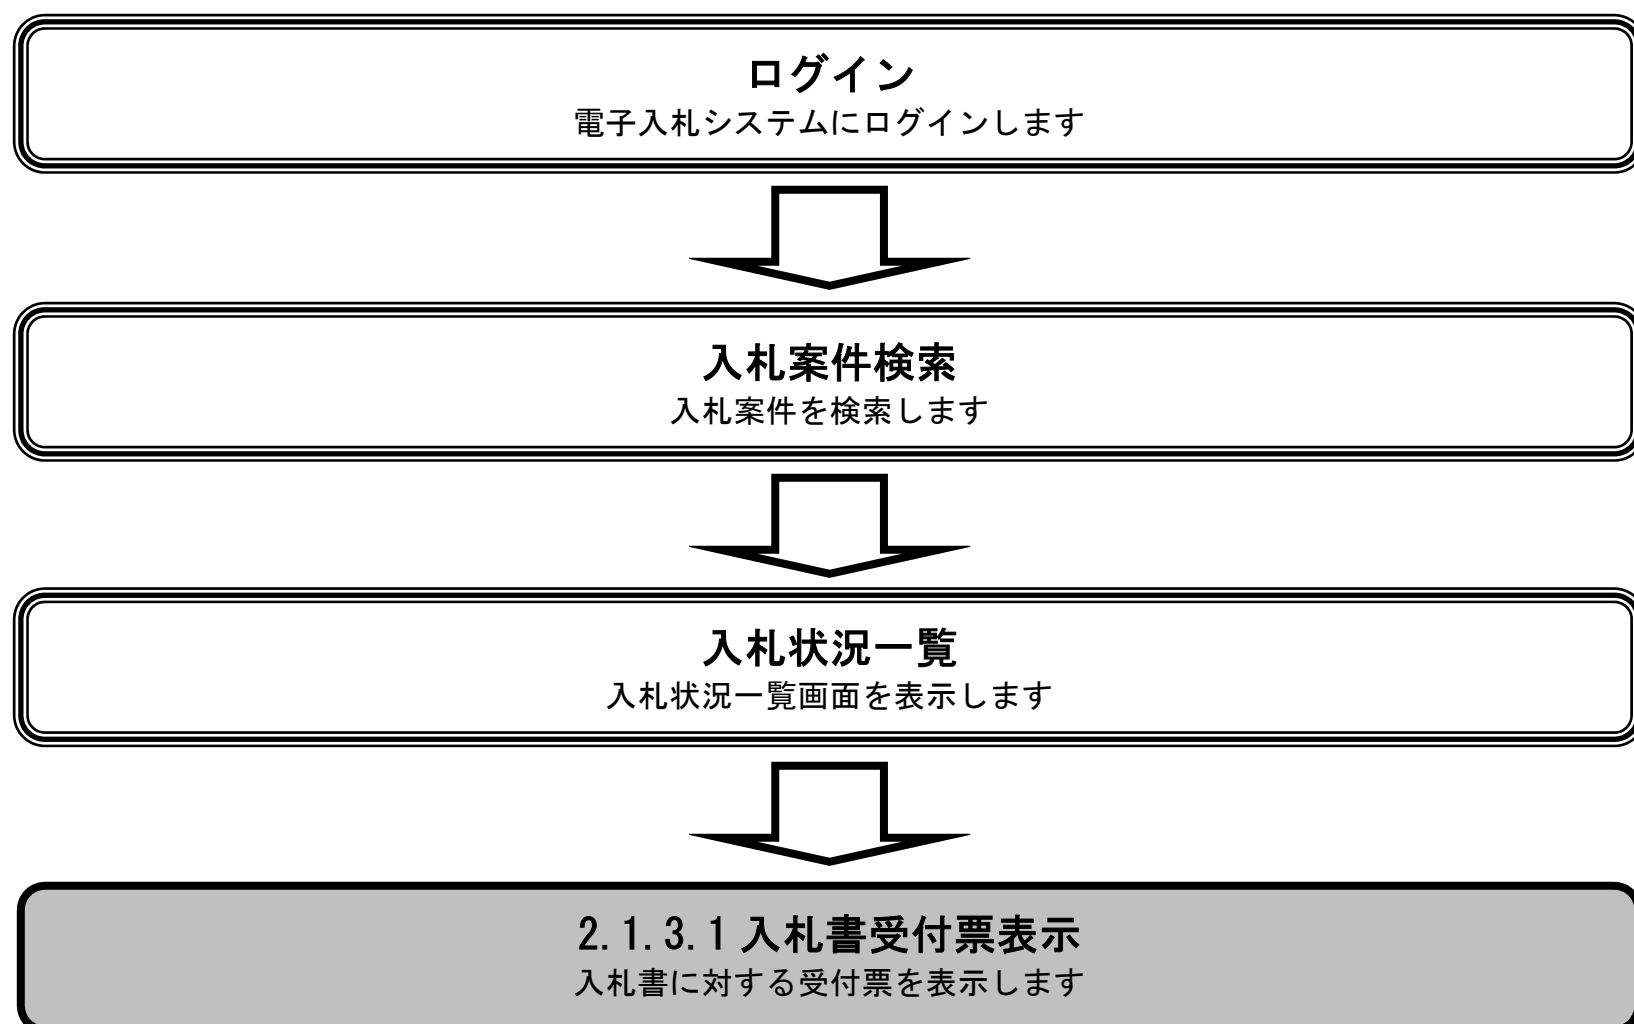 ログイン
電子入札システムにログインします
入札案件検索
入札案件を検索します
入札状況一覧
入札状況一覧画面を表示します
2.1.3.1 入札書受付票表示
入札書に対する受付票を表示します